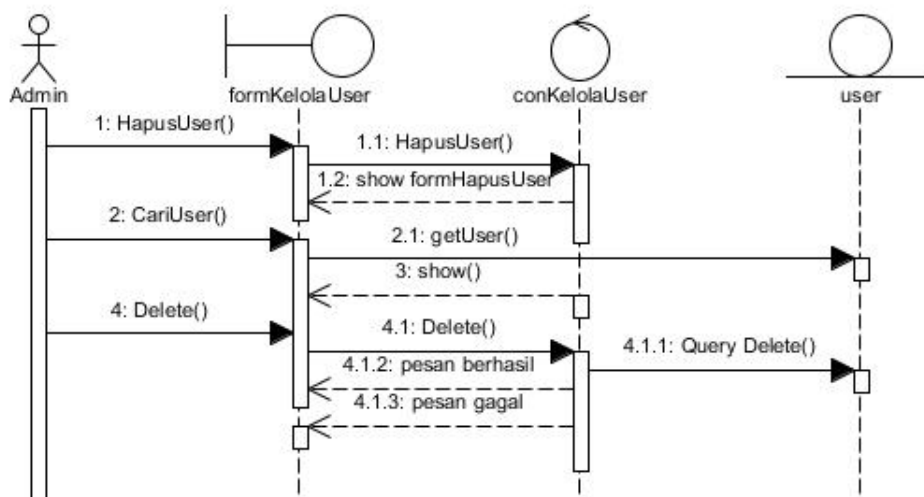 Admin
formKelolaUser
conKelolaUser
user
1: HapusUser()
1.1: HapusUser()
1.2: show formHapusUser
2: CariUser()
2.1: getUser()
3: show()
4: Delete()
4.1: Delete()
4.1.1: Query Delete()
4.1.2: pesan berhasil
4.1.3: pesan gagal